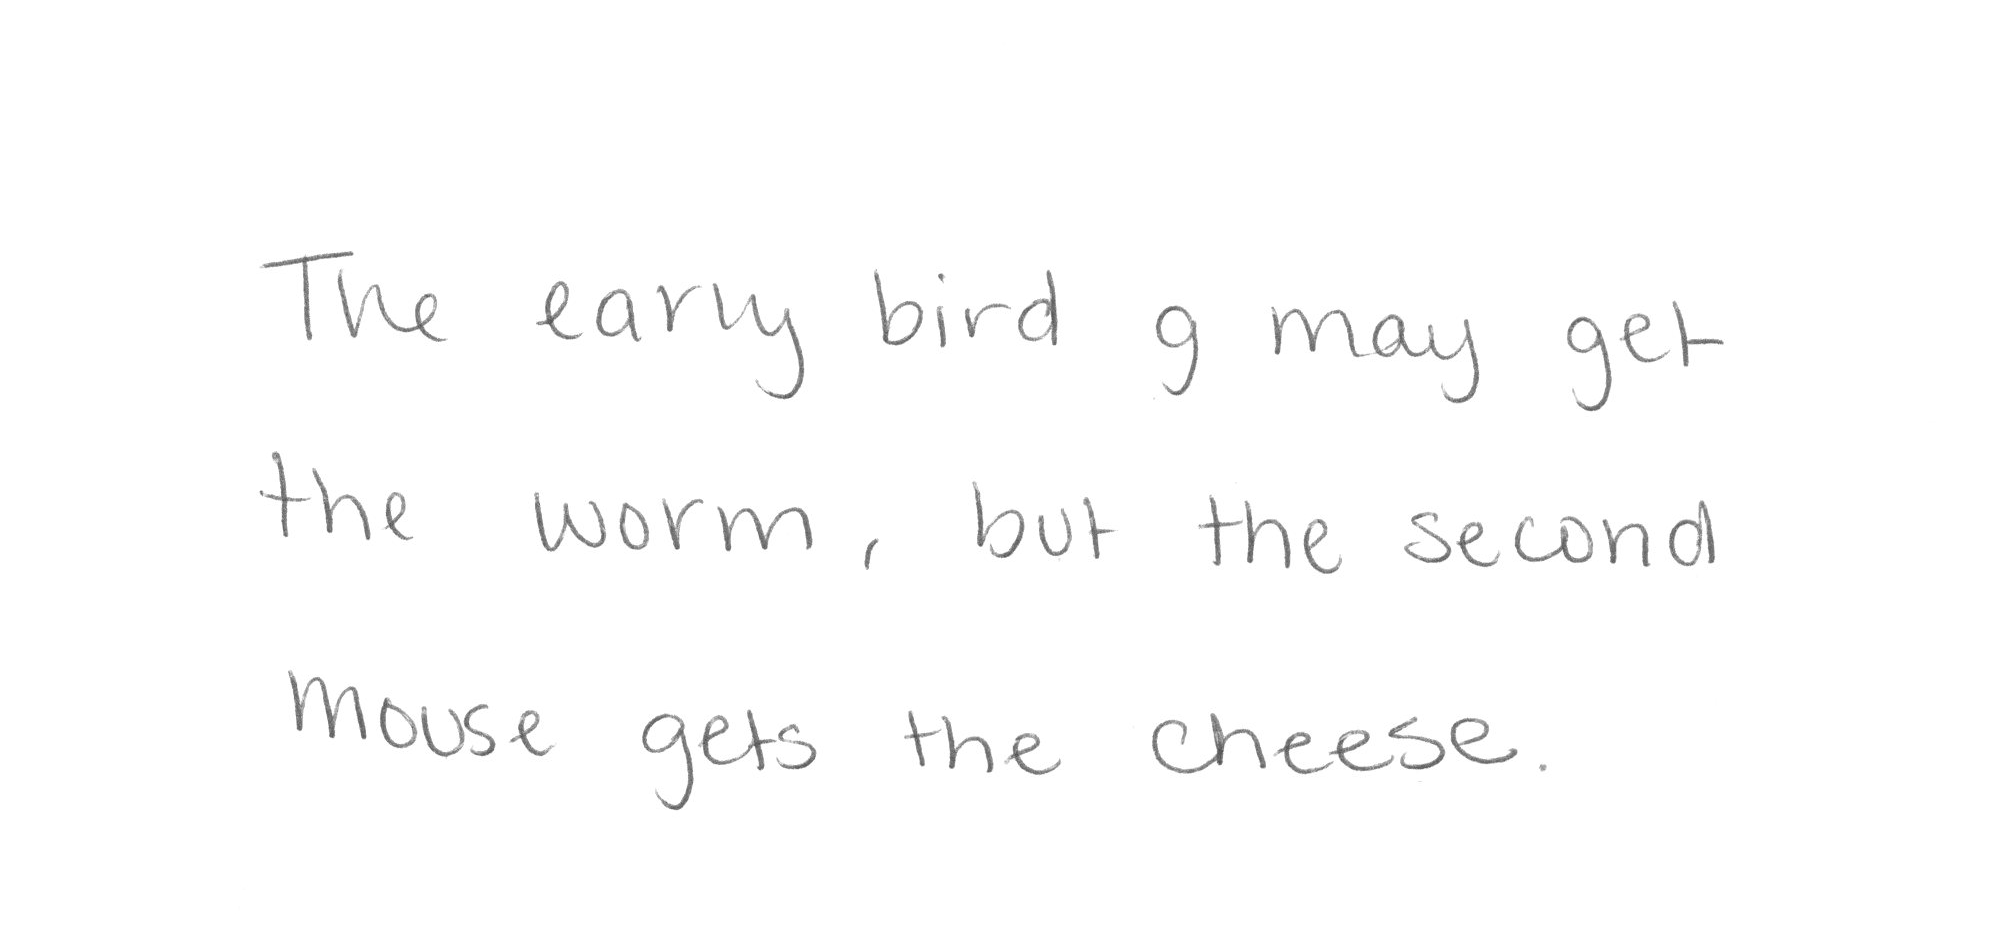 The early bird g may get
the worm, but the second
mouse gets the cheese.